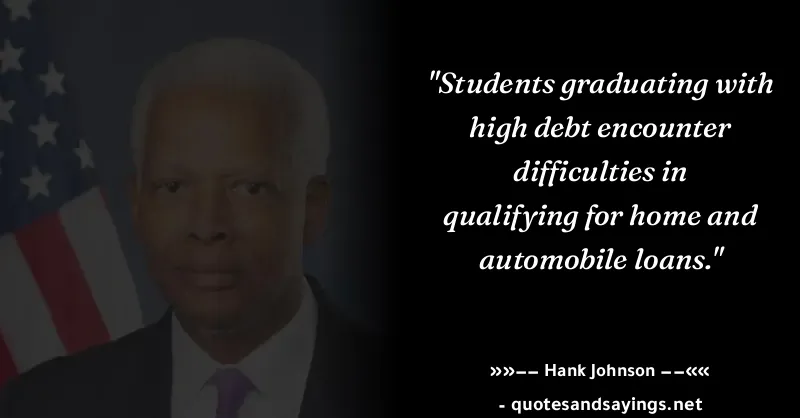 "Students graduating with
high debt encounter
difficulties in
qualifying for home and
automobile loans."
»»−− Hank Johnson −−««
- quotesandsayings.net